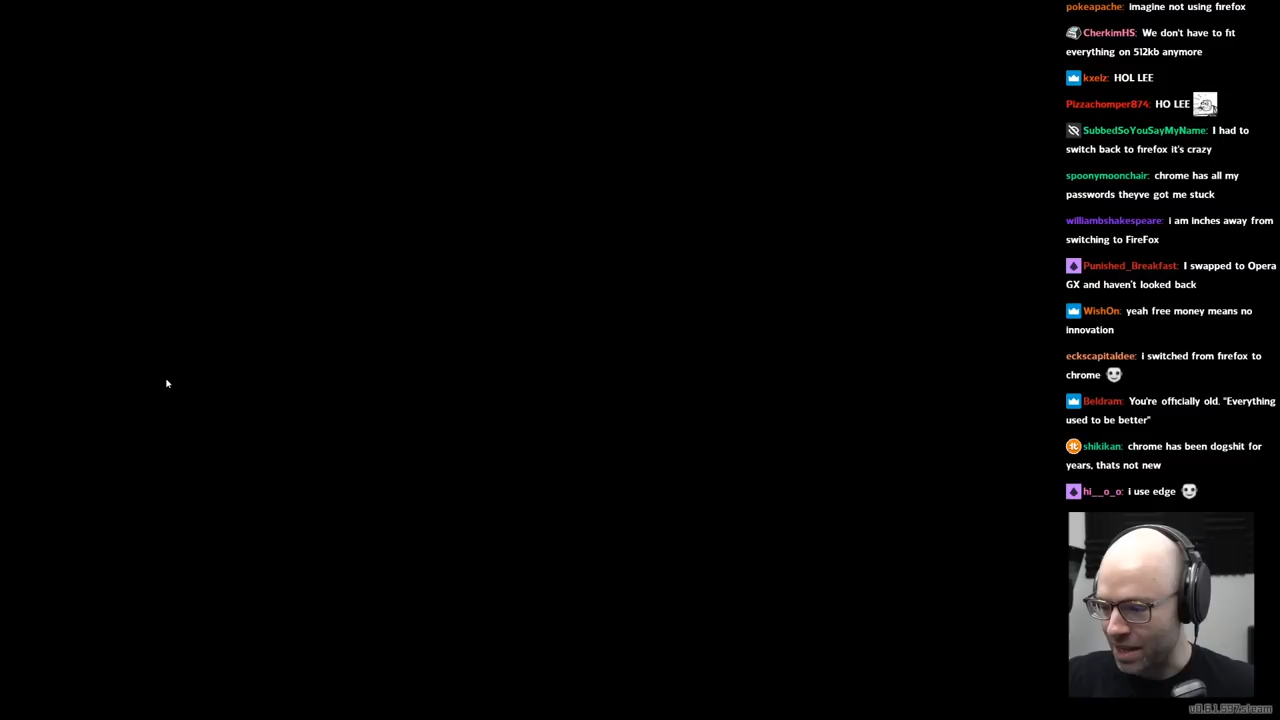 pokeapache: imagine not using firefox
CherkimHS: We don't have to fit
everything on 512kb anymore
kxelz: HOL LEE
Pizzachomper874: HO LEE
SubbedSoYouSayMyName: I had to
switch back to firefox it's crazy
spoonymoonchair: chrome has all my
passwords theyve got me stuck
williambshakespeare: i am inches away from
switching to FireFox
Punished_Breakfast: I swapped to Opera
GX and haven't looked back
WishOn: yeah free money means no
innovation
eckscapitaldee: i switched from firefox to
chrome
Beldram: You're officially old. "Everything
used to be better"
shikikan: chrome has been dogshit for
years, thats not new
hi__o_o: i use edge
v0.6.1.597steam